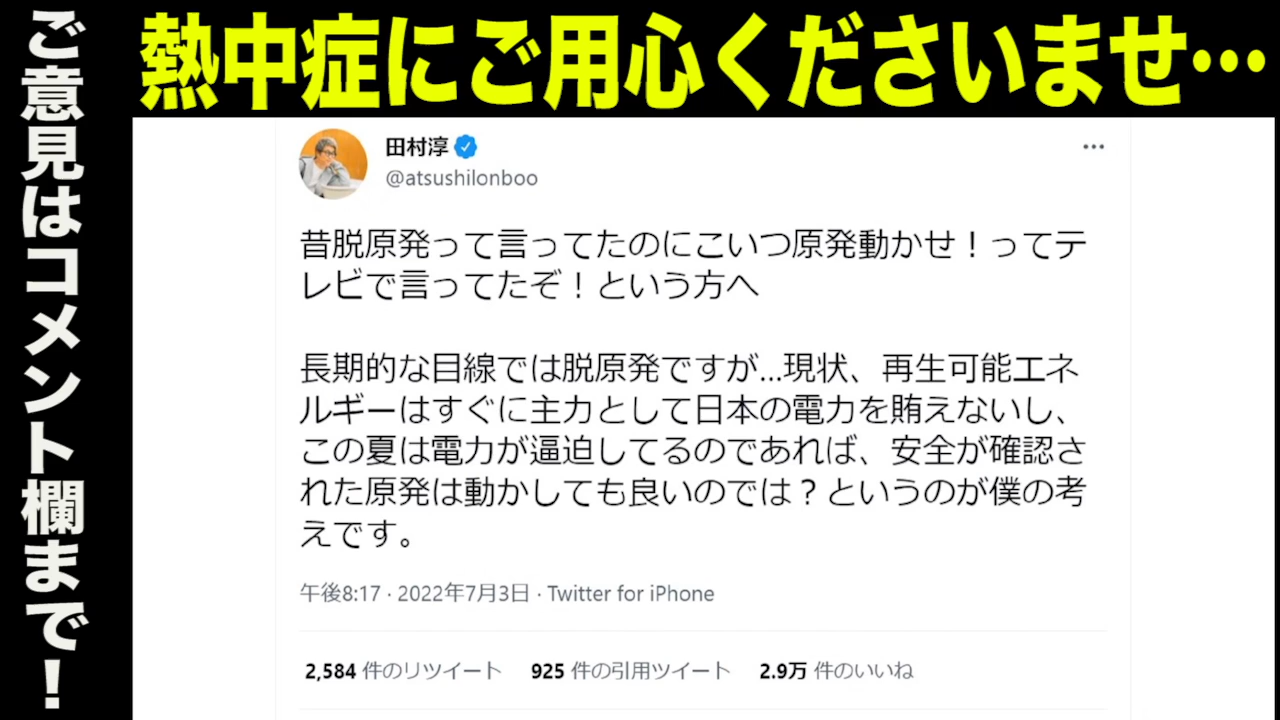 熱中症にご用心くださいませ…
ご意見はコメント欄まで!
田村淳
@atsushilonboo
昔脱原発って言ってたのにこいつ原発動かせ!ってテ
レビで言ってたぞ!という方へ
長期的な目線では脱原発ですが...現状、再生可能エネ
ルギーはすぐに主力として日本の電力を賄えないし、
この夏は電力が逼迫してるのであれば、安全が確認さ
れた原発は動かしても良いのでは?というのが僕の考
えです。
午後8:17 · 2022年7月3日 · Twitter for iPhone
2,584 件のリツイート 925 件の引用ツイート 2.9万 件のいいね